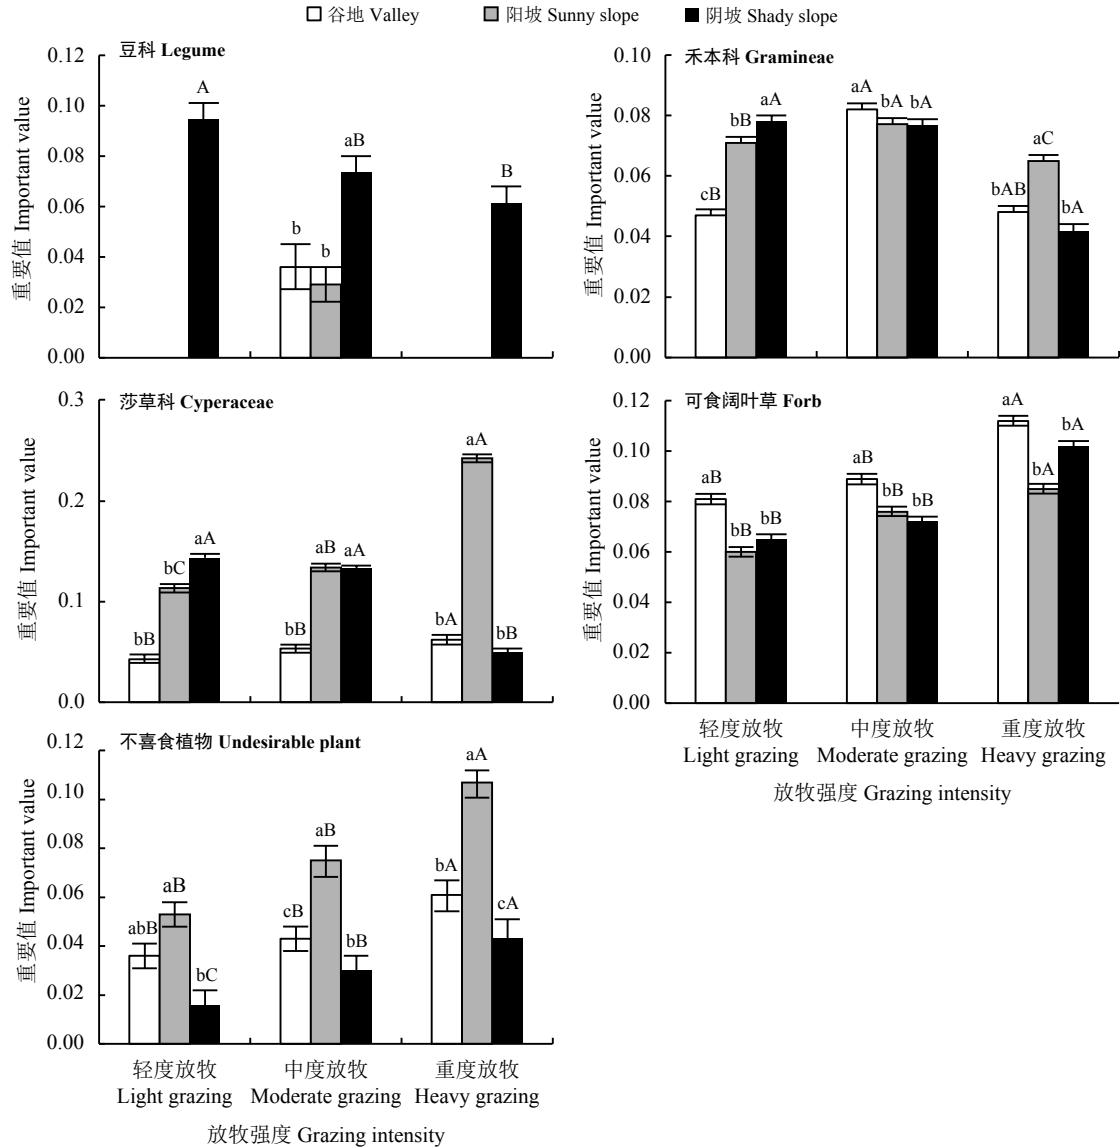 谷地 Valley 阳坡 Sunny slope 阴坡 Shady slope
豆科 Legume
重要值 Important value
0.12
0.10
0.08
0.06
0.04
0.02
0.00
A
b
b
aB
B
禾本科 Gramineae
重要值 Important value
0.10
0.08
0.06
0.04
0.02
0.00
cB
bB
aA
aA
bA
bA
bAB
aC
bA
莎草科 Cyperaceae
重要值 Important value
0.3
0.2
0.1
0.0
bB
bC
aA
bB
aB
aA
bA
aA
bB
可食阔叶草 Forb
重要值 Important value
0.12
0.10
0.08
0.06
0.04
0.02
0.00
aB
bB
bB
aB
bB
bB
aA
bA
bA
轻度放牧 中度放牧 重度放牧
Light grazing Moderate grazing Heavy grazing
放牧强度 Grazing intensity
不喜食植物 Undesirable plant
重要值 Important value
0.12
0.10
0.08
0.06
0.04
0.02
0.00
abB
aB
bC
cB
aB
bB
bA
aA
cA
轻度放牧 中度放牧 重度放牧
Light grazing Moderate grazing Heavy grazing
放牧强度 Grazing intensity